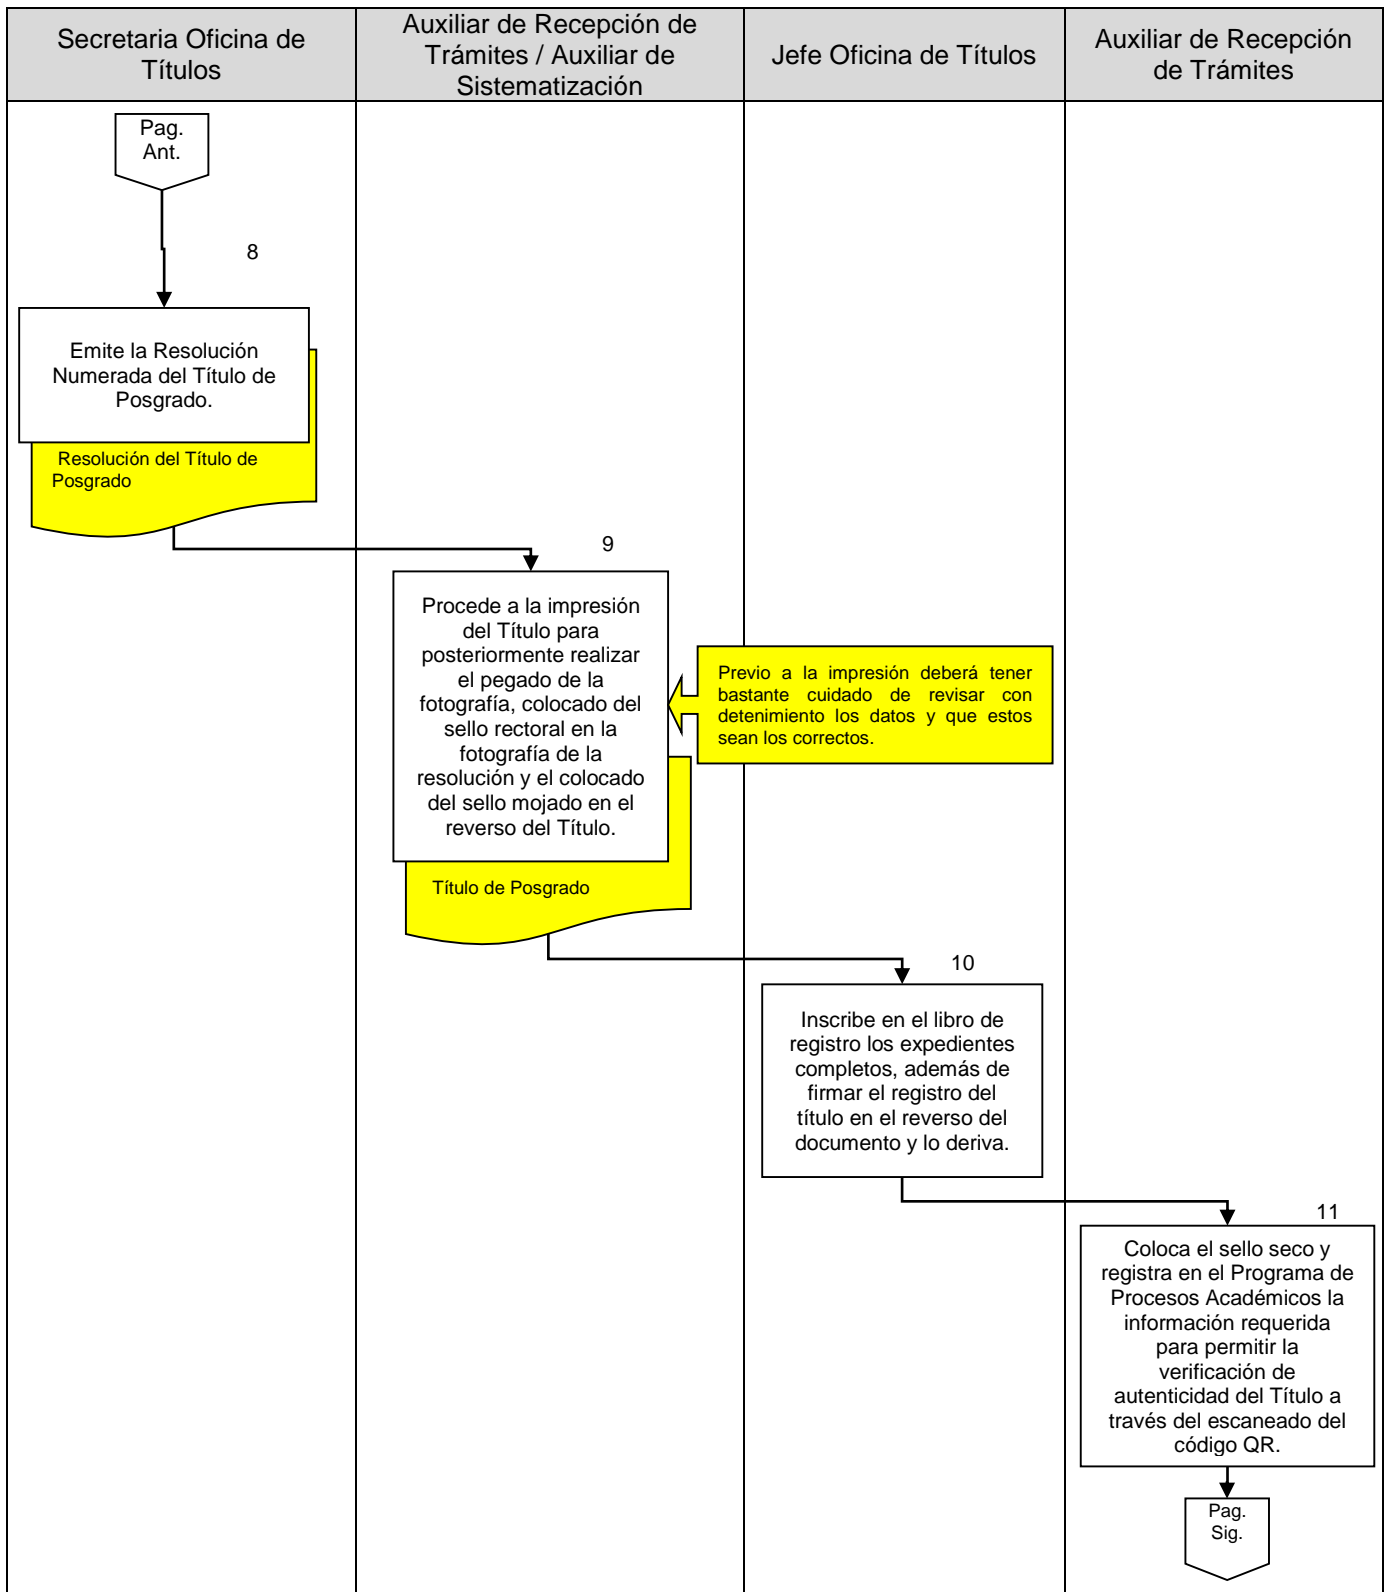 Secretaria Oficina de
Títulos
Auxiliar de Recepción de
Trámites / Auxiliar de
Sistematización
Jefe Oficina de Títulos
Auxiliar de Recepción
de Trámites
Pag.
Ant.
8
Emite la Resolución
Numerada del Título de
Posgrado.
Resolución del Título de
Posgrado
9
Procede a la impresión
del Título para
posteriormente realizar
el pegado de la
fotografía, colocado del
sello rectoral en la
fotografía de la
resolución y el colocado
del sello mojado en el
reverso del Título.
Previo a la impresión deberá tener
bastante cuidado de revisar con
detenimiento los datos y que estos
sean los correctos.
Título de Posgrado
10
Inscribe en el libro de
registro los expedientes
completos, además de
firmar el registro del
título en el reverso del
documento y lo deriva.
11
Coloca el sello seco y
registra en el Programa de
Procesos Académicos la
información requerida
para permitir la
verificación de
autenticidad del Título a
través del escaneado del
código QR.
Pag.
Sig.